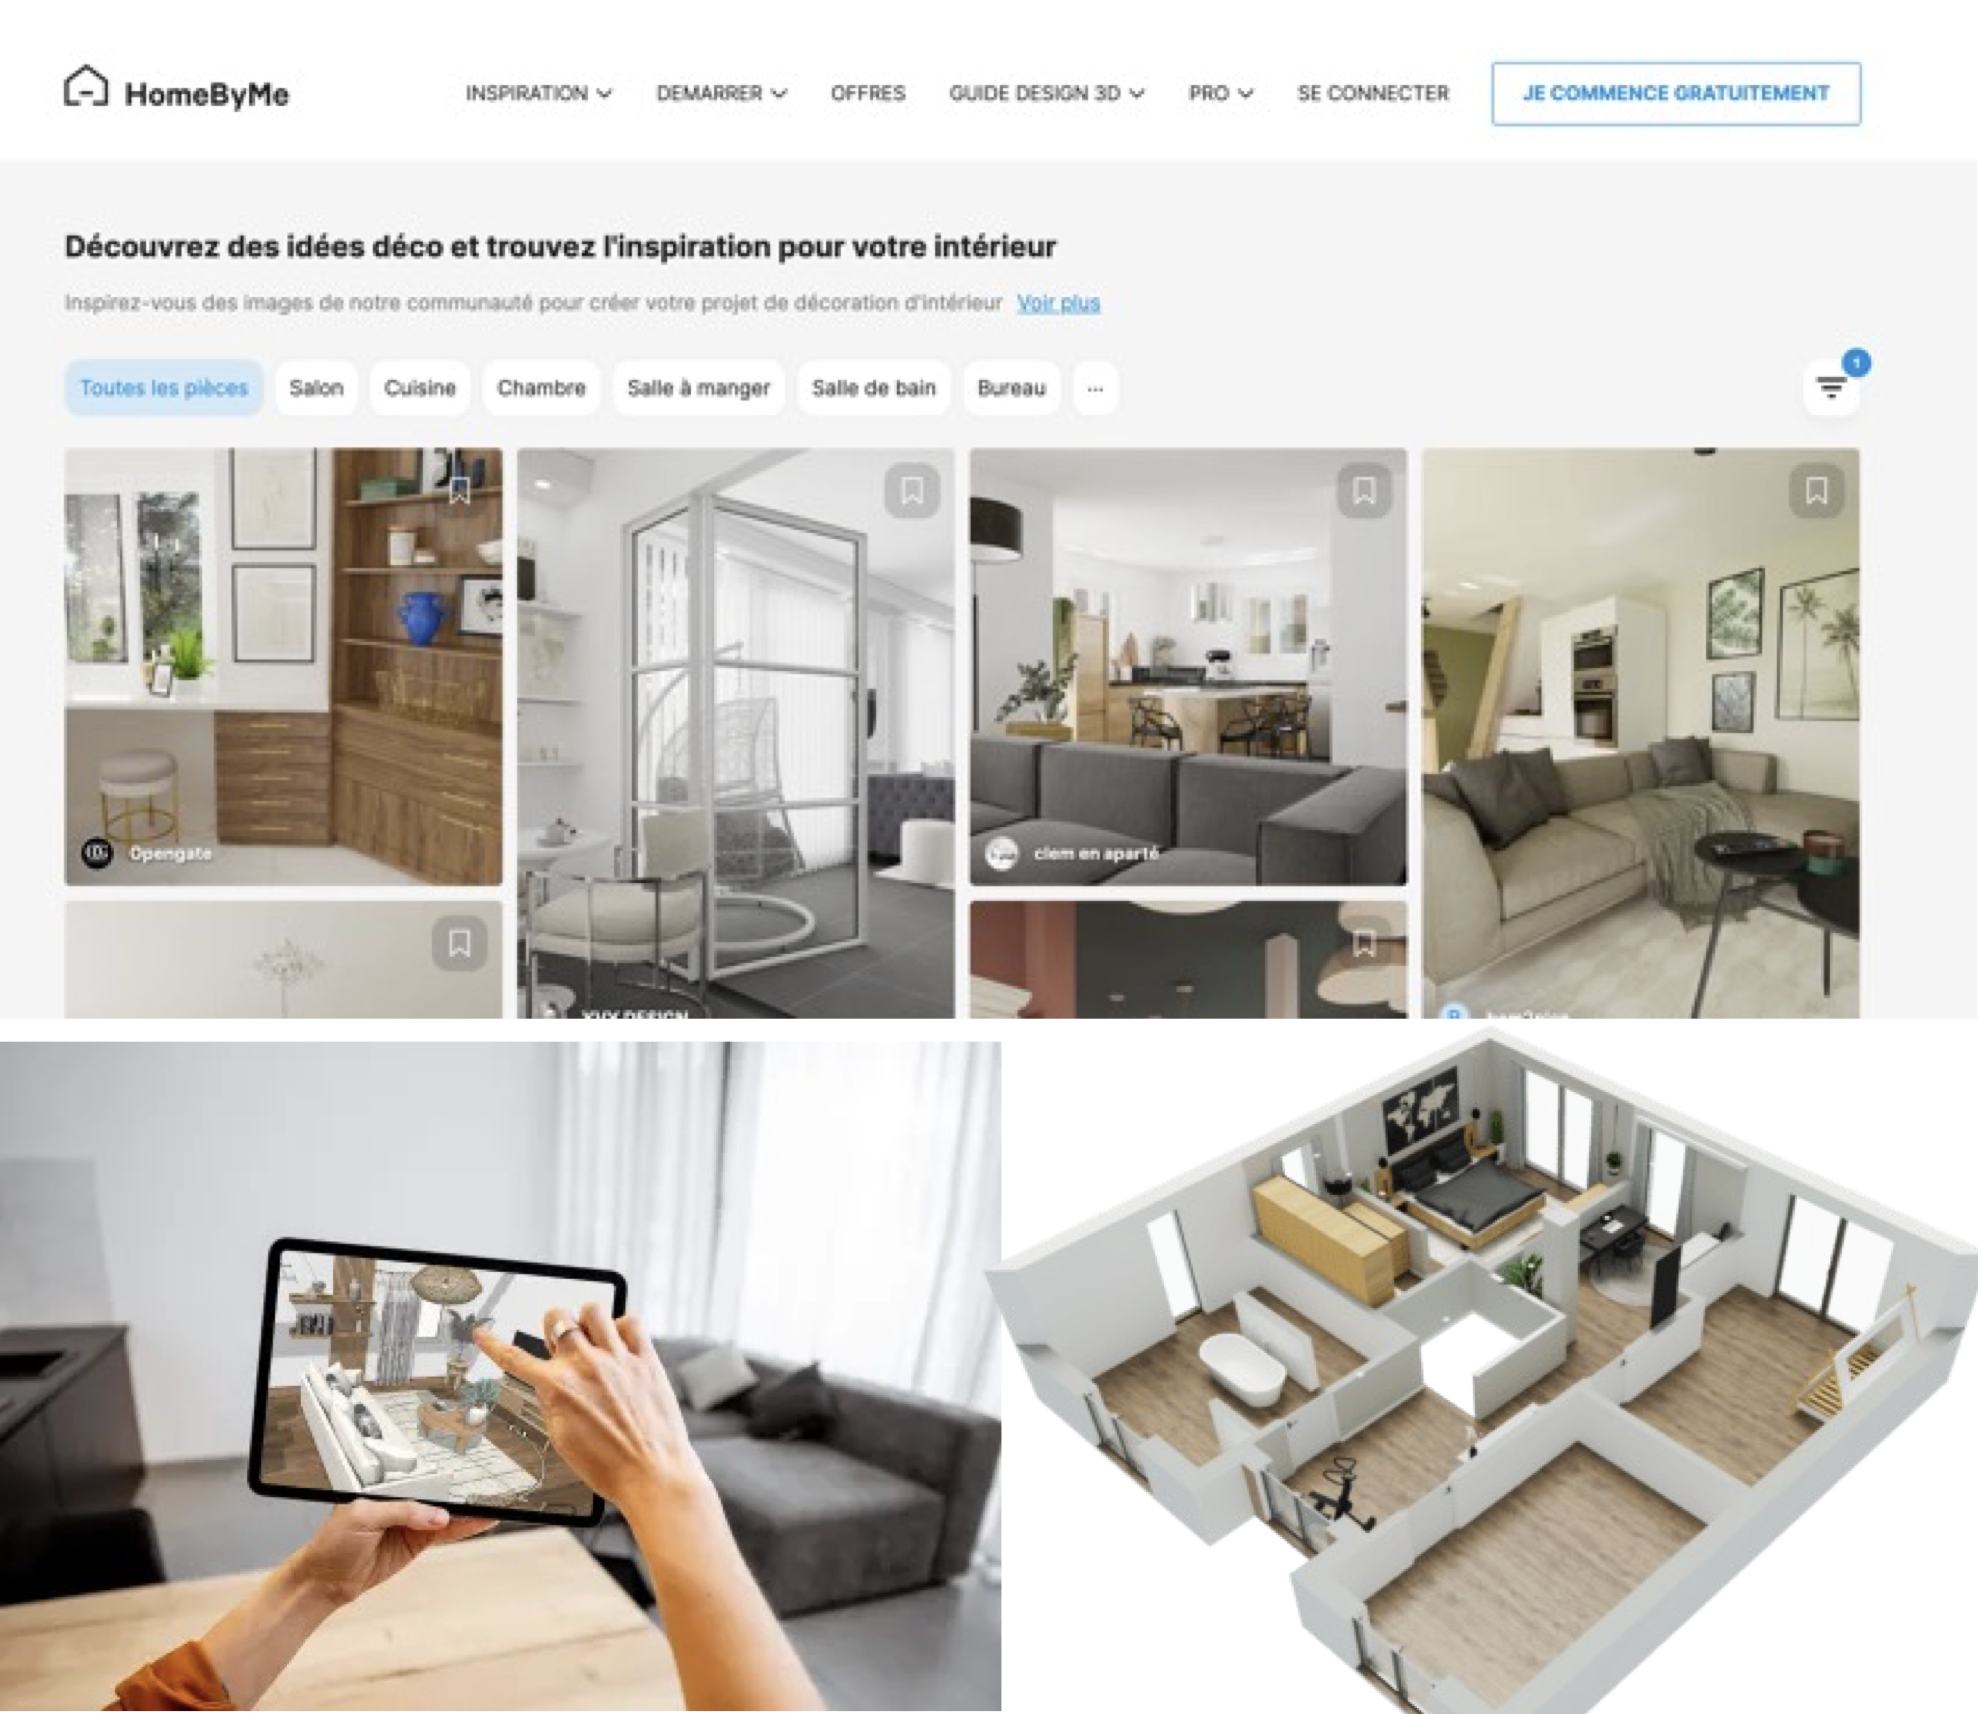 HomeByMe
INSPIRATION
DEMARRER
OFFRES
GUIDE DESIGN 3D
PRO
SE CONNECTER
JE COMMENCE GRATUITEMENT
Découvrez des idées déco et trouvez l'inspiration pour votre intérieur
Inspirez-vous des images de notre communauté pour créer votre projet de décoration d'intérieur Voir plus
1
Toutes les pièces
Salon
Cuisine
Chambre
Salle à manger
Salle de bain
Bureau
...
Opengate
clem en aparté